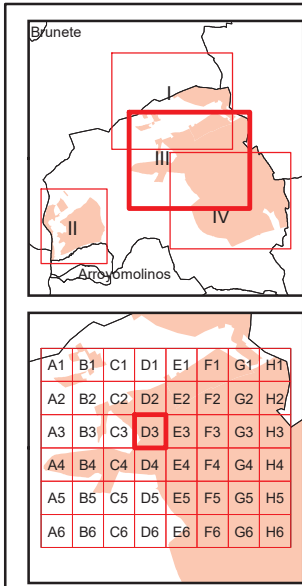 Brunete
I
III
IV
II
Arroyomolinos
A1 B1 C1 D1 E1 F1 G1 H1
A2 B2 C2 D2 E2 F2 G2 H2
A3 B3 C3 D3 E3 F3 G3 H3
A4 B4 C4 D4 E4 F4 G4 H4
A5 B5 C5 D5 E5 F5 G5 H5
A6 B6 C6 D6 E6 F6 G6 H6